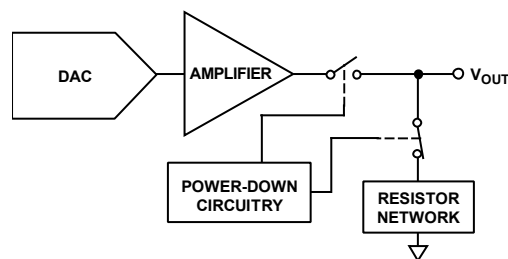 DAC
AMPLIFIER
VOUT
POWER-DOWN
CIRCUITRY
RESISTOR
NETWORK